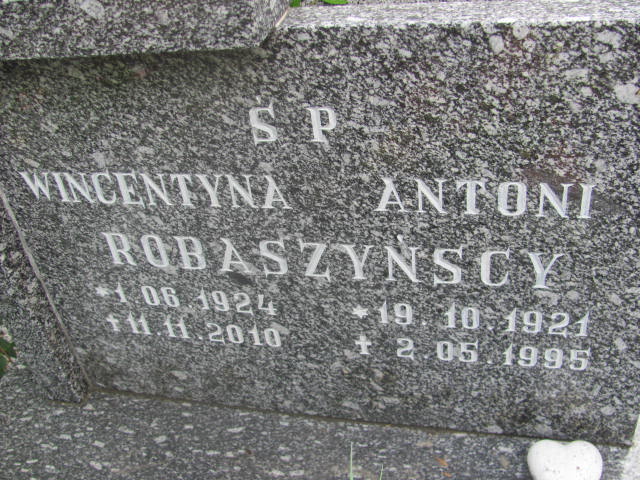 Ś P
WINCENTYNA ANTONI
ROBASZYŃSCY
*1.06.1924 *19.10.1921
+11.11.2010 + 2 05.1995